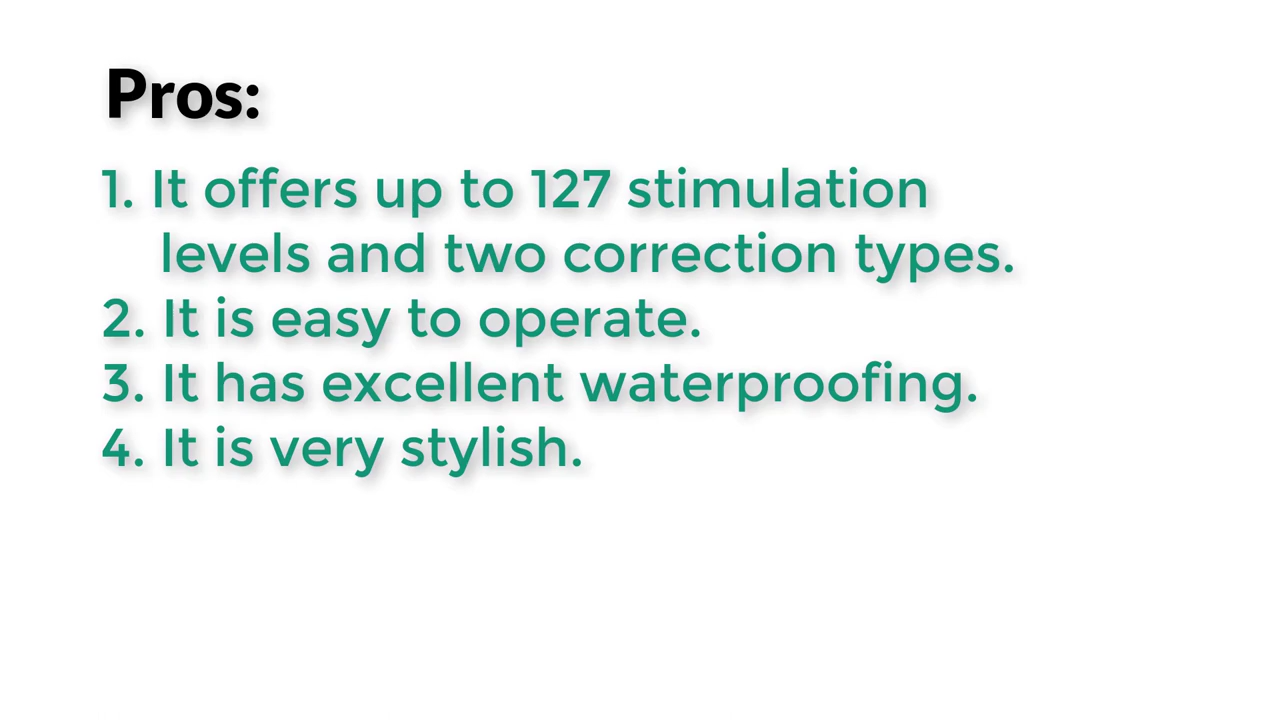 Pros:
1. It offers up to 127 stimulation
levels and two correction types.
2. It is easy to operate.
3. It has excellent waterproofing.
4. It is very stylish.